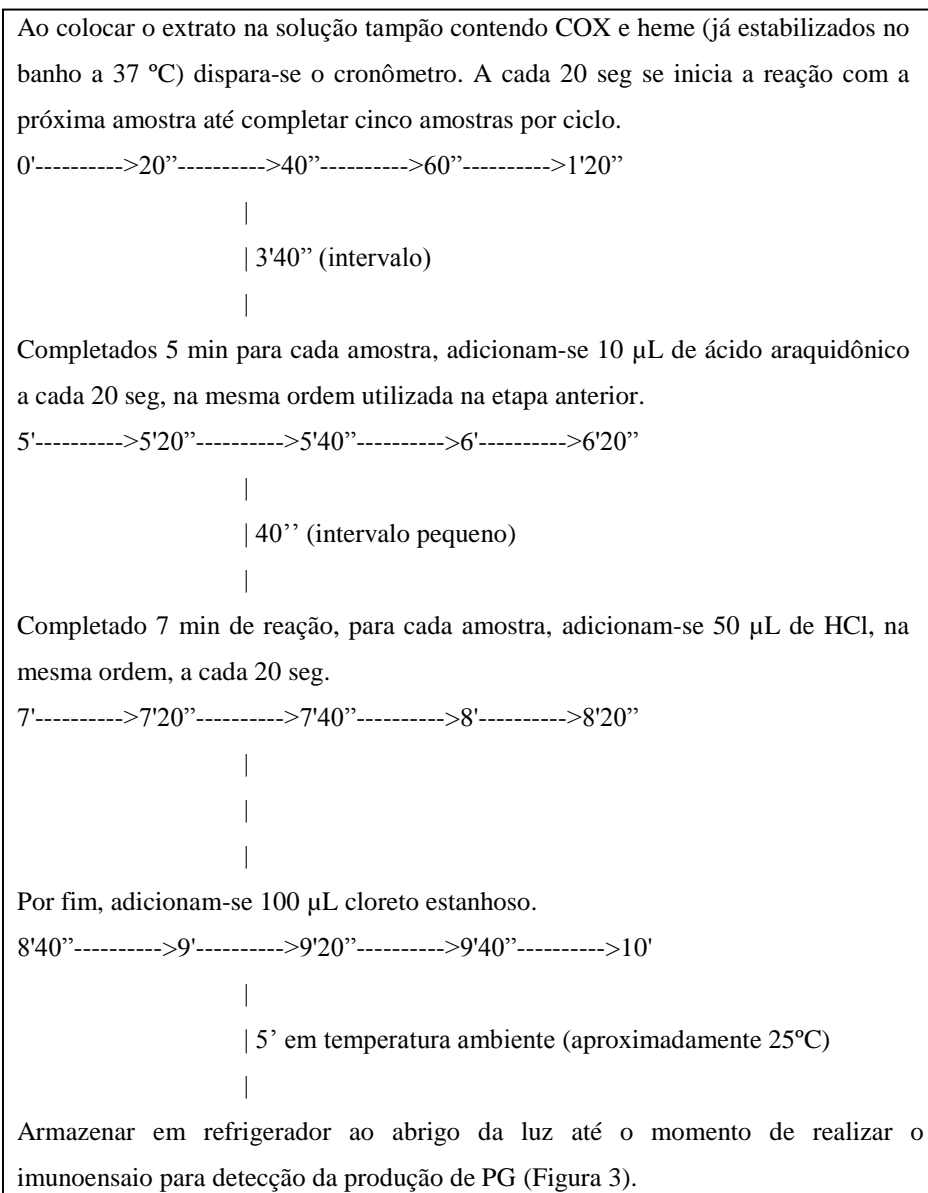 Ao colocar o extrato na solução tampão contendo COX e heme (já estabilizados no
banho a 37 ºC) dispara-se o cronômetro. A cada 20 seg se inicia a reação com a
próxima amostra até completar cinco amostras por ciclo.
0'---------->20”---------->40”---------->60”---------->1'20”
|
| 3'40” (intervalo)
|
Completados 5 min para cada amostra, adicionam-se 10 µL de ácido araquidônico
a cada 20 seg, na mesma ordem utilizada na etapa anterior.
5'---------->5'20”---------->5'40”---------->6'---------->6'20”
|
| 40’’ (intervalo pequeno)
|
Completado 7 min de reação, para cada amostra, adicionam-se 50 µL de HCl, na
mesma ordem, a cada 20 seg.
7'---------->7'20”---------->7'40”---------->8'---------->8'20”
|
|
|
Por fim, adicionam-se 100 µL cloreto estanhoso.
8'40”---------->9'---------->9'20”---------->9'40”---------->10'
|
| 5’ em temperatura ambiente (aproximadamente 25ºC)
|
Armazenar em refrigerador ao abrigo da luz até o momento de realizar o
imunoensaio para detecção da produção de PG (Figura 3).